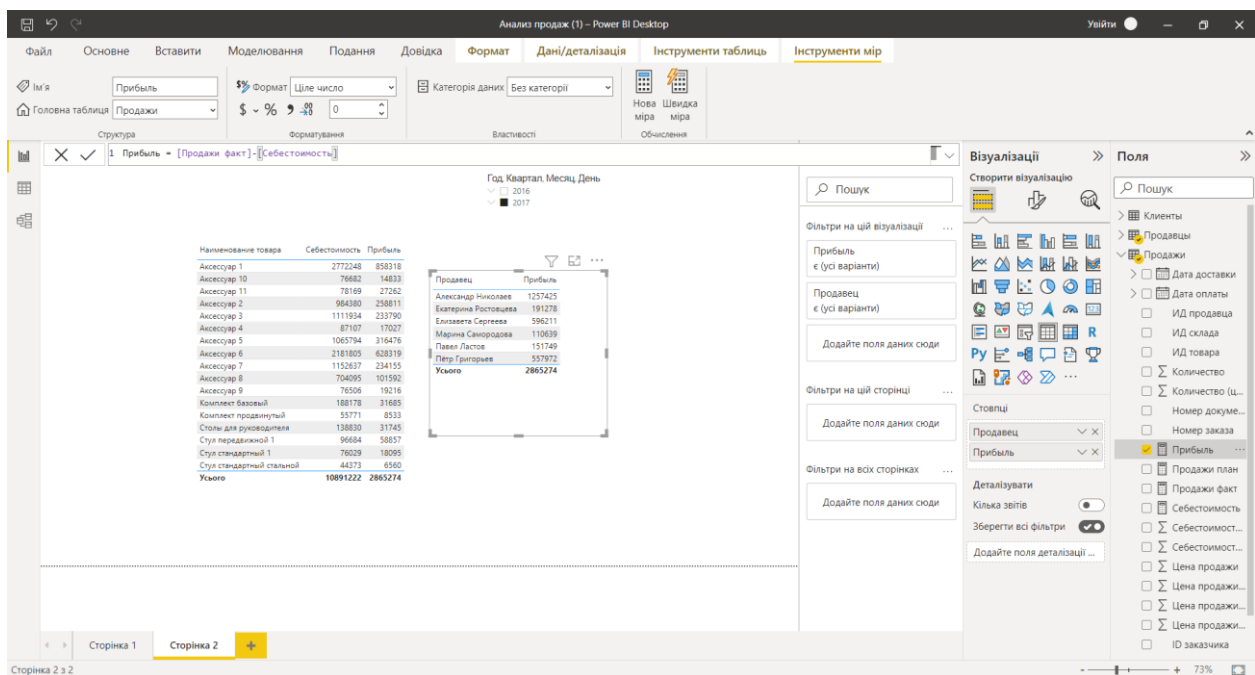 Анализ продаж (1) – Power BI Desktop
Увійти
Файл Основне Вставити Моделювання Подання Довідка Формат Дані/деталізація Інструменти таблиць Інструменти мір
Ім'я Прибыль
Головна таблиця Продажи
Структура
Формат Ціле число
$ % 0
Форматування
Категорія даних Без категорії
Властивості
Нова міра
Швидка міра
Обчислення
1 Прибыль = [Продажи факт]-[Себестоимость]
Год, Квартал, Месяц, День
2016
2017
Наименование товара Себестоимость Прибыль
Аксессуар 1 2772248 858318
Аксессуар 10 76682 14833
Аксессуар 11 78169 27262
Аксессуар 2 984380 258811
Аксессуар 3 1111934 233790
Аксессуар 4 87107 17027
Аксессуар 5 1065794 316476
Аксессуар 6 2181805 628319
Аксессуар 7 1152637 234155
Аксессуар 8 704095 101592
Аксессуар 9 76506 19216
Комплект базовый 188178 31685
Комплект продвинутый 55771 8533
Столы для руководителя 138830 31745
Стул передвижной 1 96684 58857
Стул стандартный 1 76029 18095
Стул стандартный стальной 44373 6560
Усього 10891222 2865274
Продавец Прибыль
Александр Николаев 1257425
Екатерина Ростовцева 191278
Елизавета Сергеева 596211
Марина Самородова 110639
Павел Ластов 151749
Пётр Григорьев 557972
Усього 2865274
Пошук
Фільтри на цій візуалізації ...
Прибыль
є (усі варіанти)
Продавец
є (усі варіанти)
Додайте поля даних сюди
Фільтри на цій сторінці ...
Додайте поля даних сюди
Фільтри на всіх сторінках ...
Додайте поля даних сюди
Візуалізації
Створити візуалізацію
123
R
Py
...
Стовпці
Продавец
Прибыль
Деталізувати
Кілька звітів
Зберегти всі фільтри
Додайте поля деталізації ...
Поля
Пошук
Клиенты
Продавцы
Продажи
Дата доставки
Дата оплаты
ИД продавца
ИД склада
ИД товара
Количество
Количество (ц...
Номер докуме...
Номер заказа
Прибыль ...
Продажи план
Продажи факт
Себестоимость
Себестоимост...
Себестоимост...
Цена продажи
Цена продажи...
Цена продажи...
Цена продажи...
ID заказчика
Сторінка 1 Сторінка 2 +
Сторінка 2 з 2
- + 73%